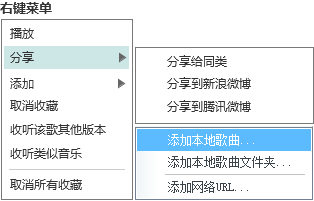 右键菜单
播放
分享
添加
取消收藏
收听该歌其他版本
收听类似音乐
取消所有收藏
分享给同类
分享到新浪微博
分享到腾讯微博
添加本地歌曲...
添加本地歌曲文件夹...
添加网络URL...